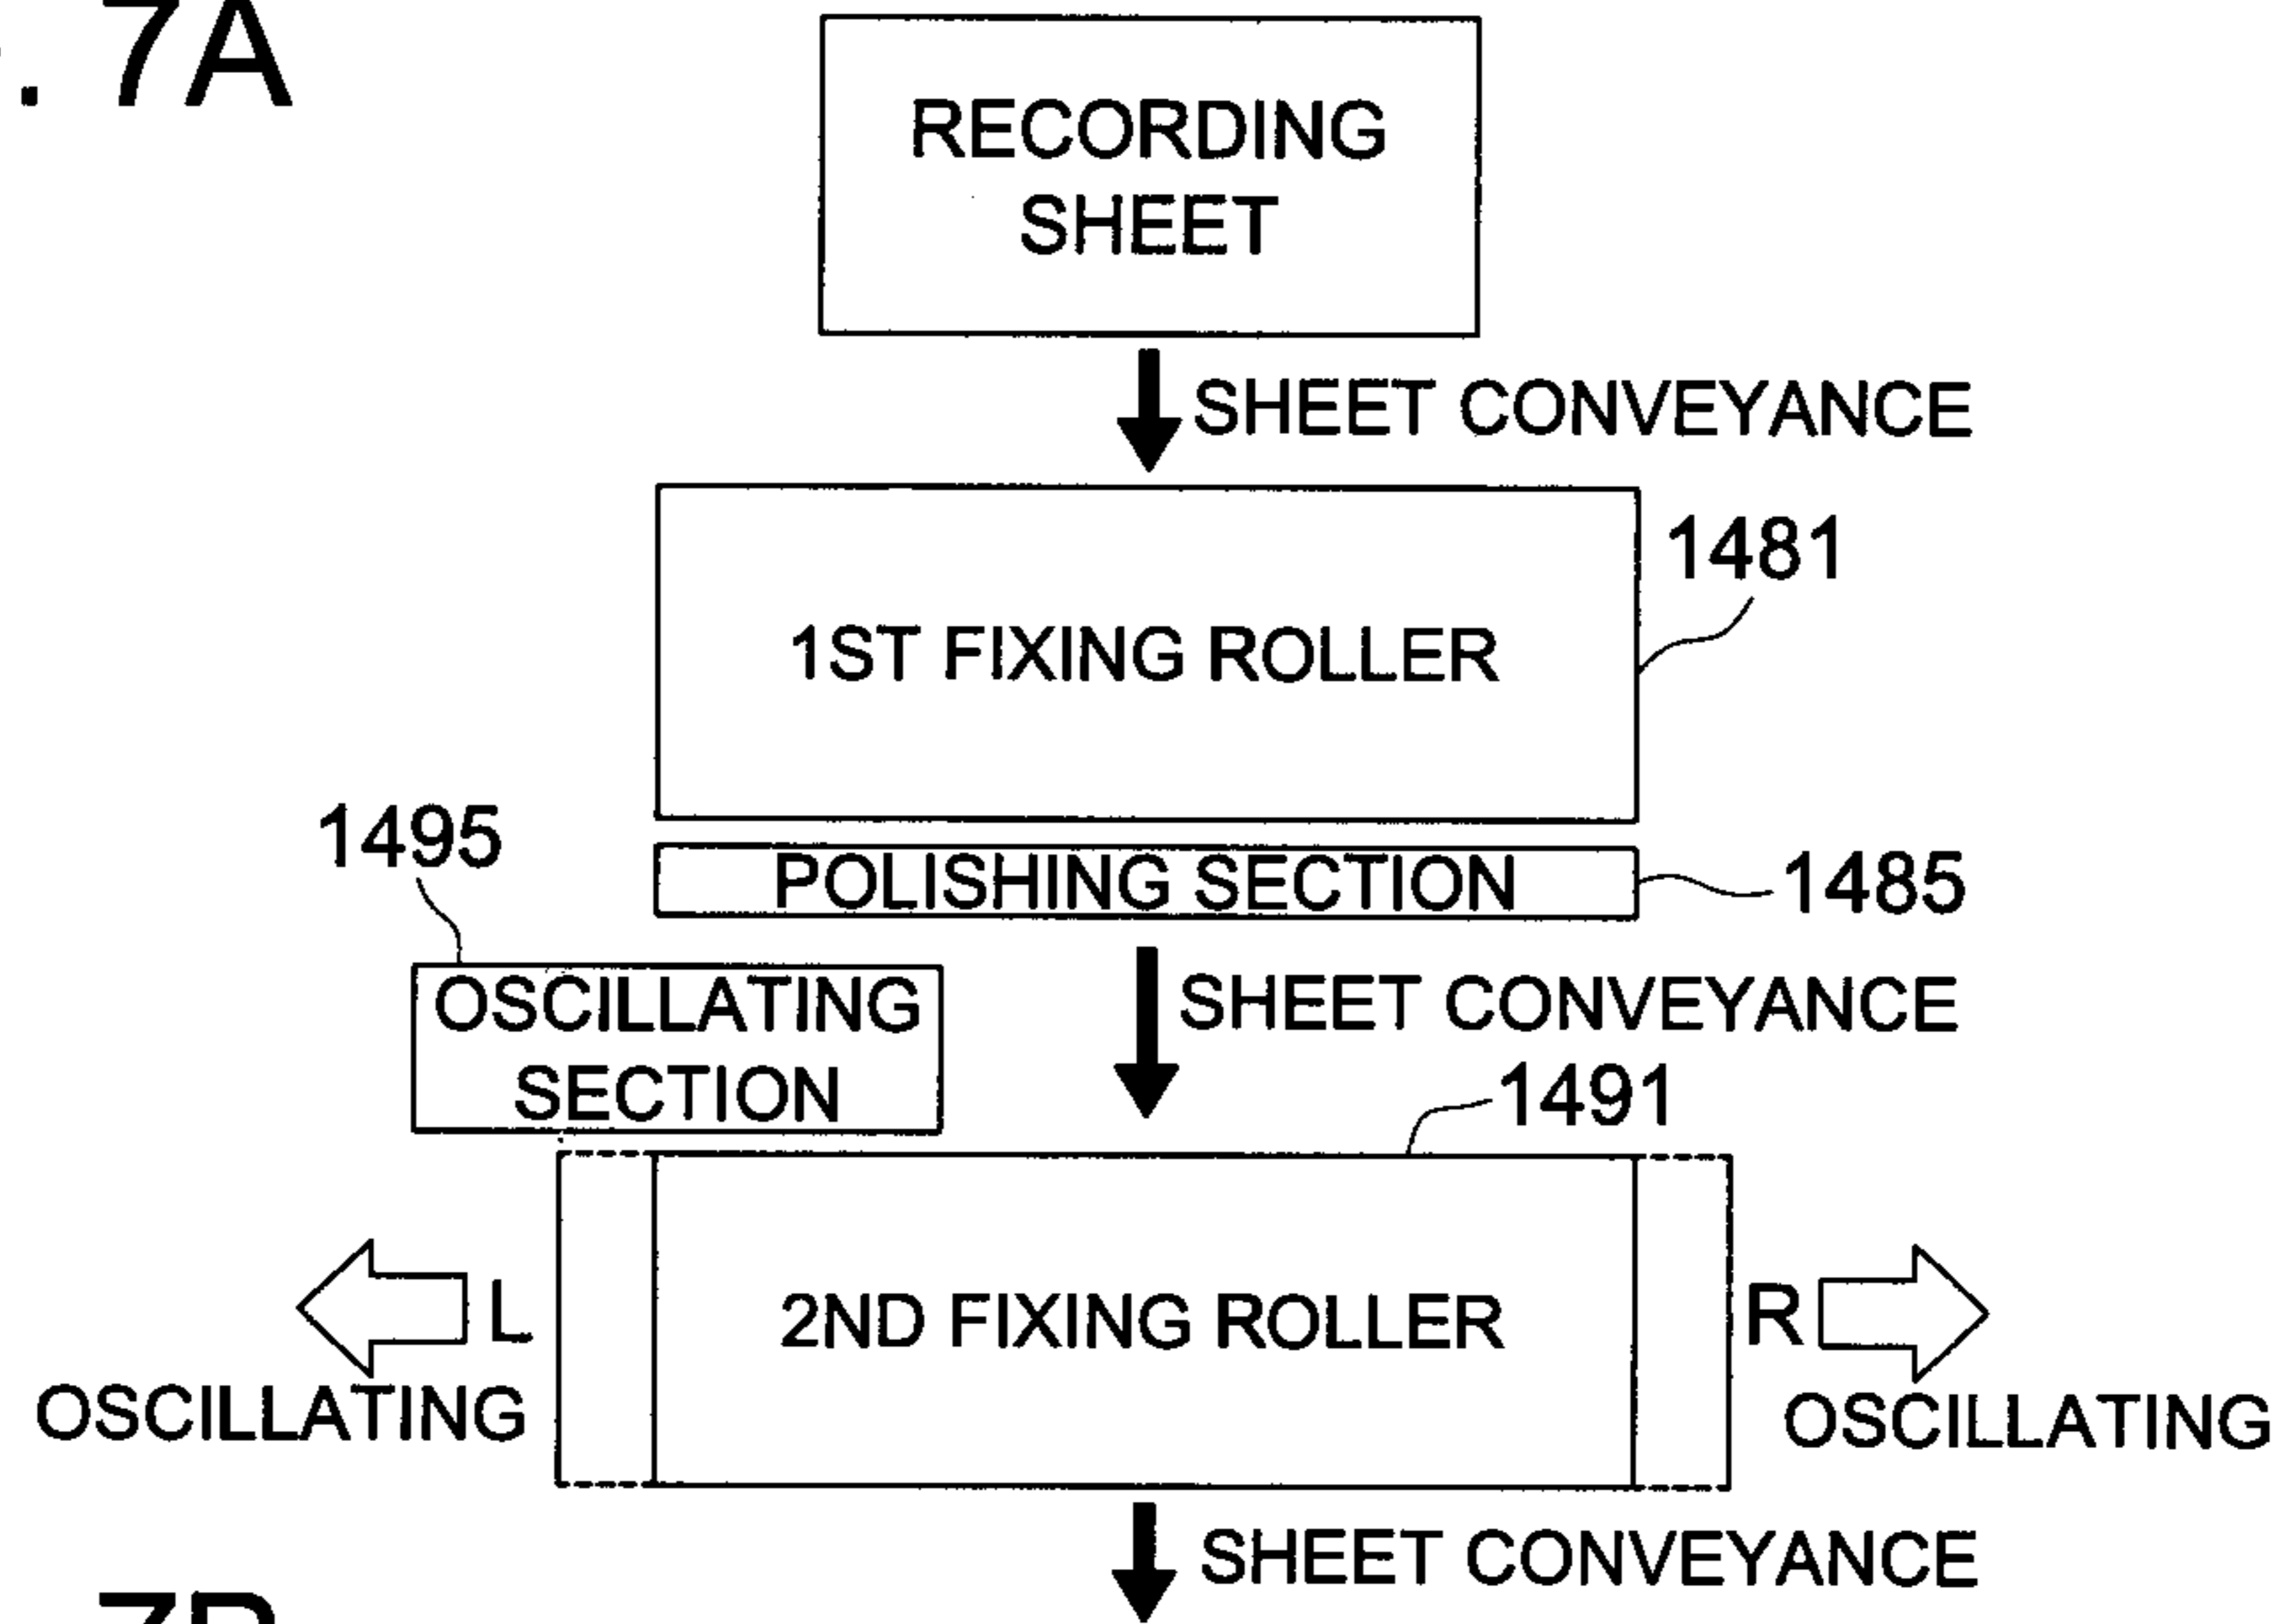 . 7A
RECORDING
SHEET
SHEET CONVEYANCE
1481
1ST FIXING ROLLER
1495
POLISHING SECTION
1485
OSCILLATING
SECTION
SHEET CONVEYANCE
1491
L
2ND FIXING ROLLER
R
OSCILLATING
OSCILLATING
SHEET CONVEYANCE